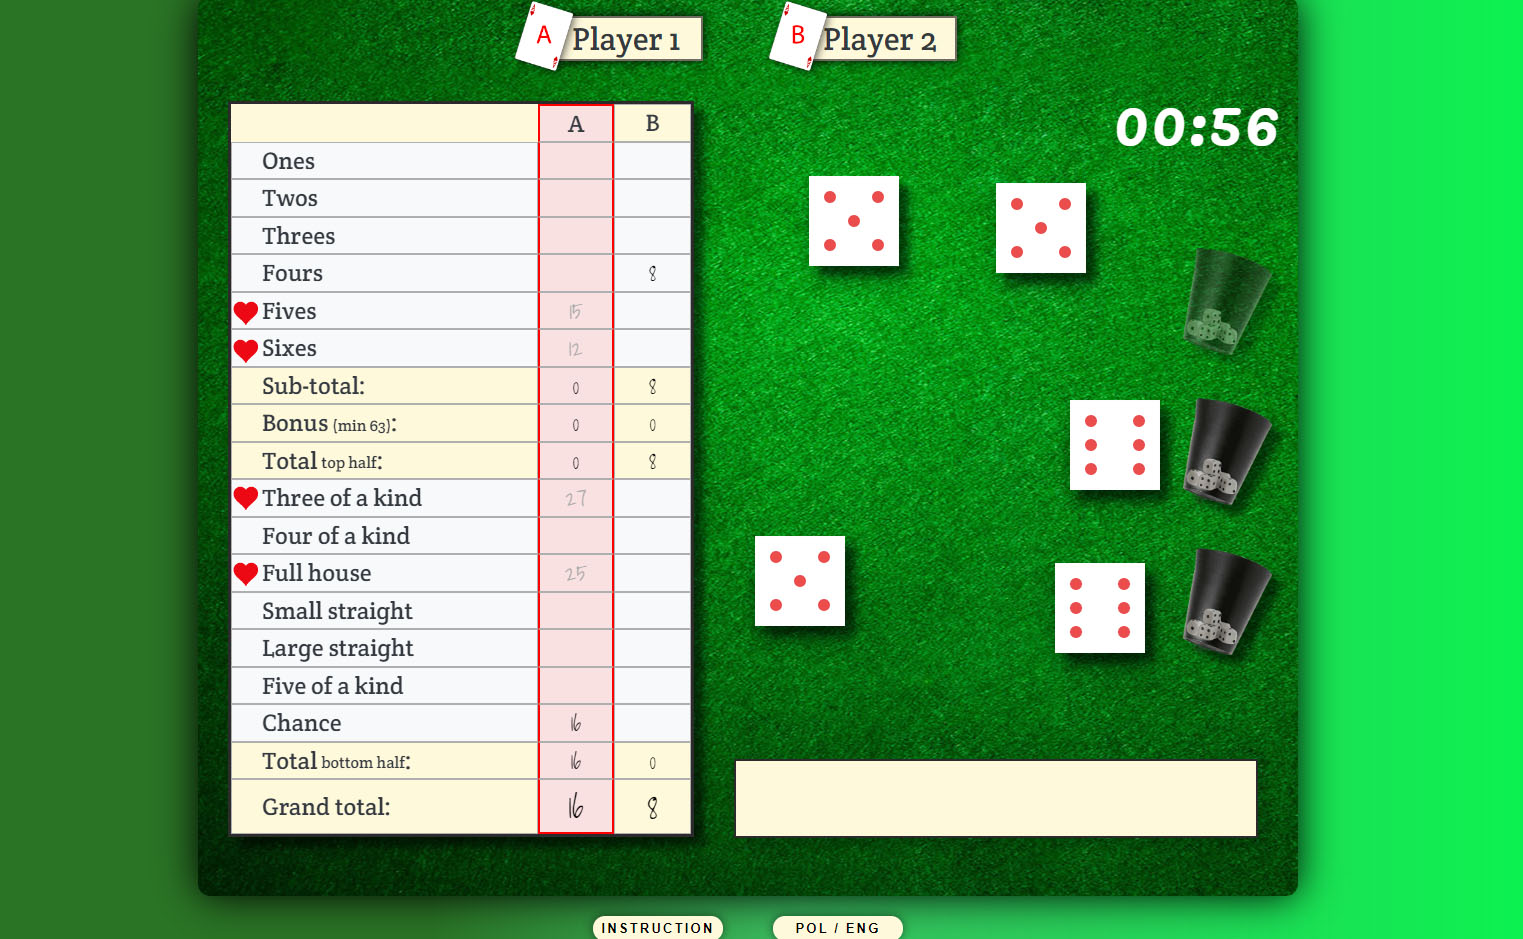 A Player 1 B Player 2
A B
00:56
Ones
Twos
Threes
Fours 8
Fives 15
Sixes 12
Sub-total: 0 8
Bonus (min 63): 0 0
Total top half: 0 8
Three of a kind 27
Four of a kind
Full house 25
Small straight
Large straight
Five of a kind
Chance 16
Total bottom half: 16 0
Grand total: 16 8
INSTRUCTION POL / ENG